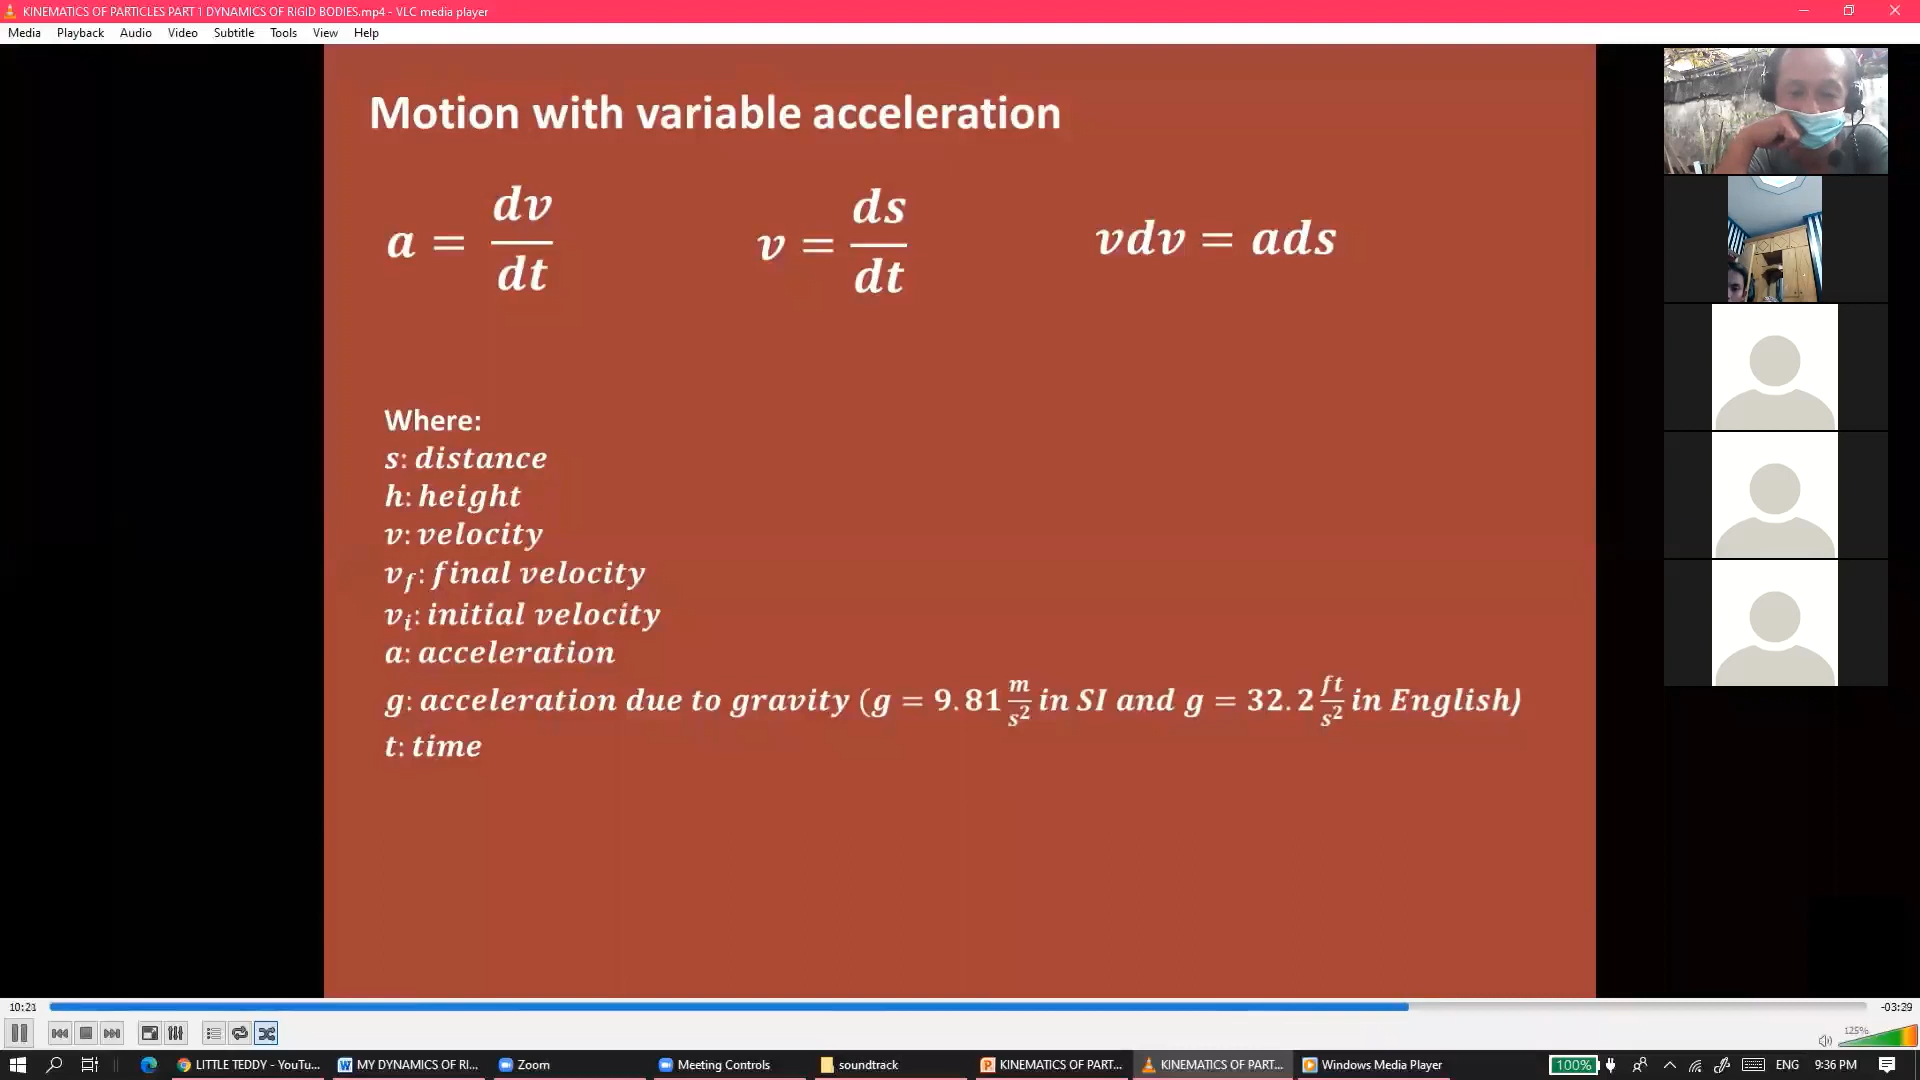 KINEMATICS OF PARTICLES PART 1 DYNAMICS OF RIGID BODIES.mp4 - VLC media player
Media Playback Audio Video Subtitle Tools View Help
Motion with variable acceleration
a = dv/dt v = ds/dt vdv = ads
Where:
s: distance
h: height
v: velocity
v_f: final velocity
v_i: initial velocity
a: acceleration
g: acceleration due to gravity (g = 9.81 m/s² in SI and g = 32.2 ft/s² in English)
t: time
10:21 -03:29
125%
LITTLE TEDDY - YouTu... MY DYNAMICS OF RI... Zoom Meeting Controls soundtrack KINEMATICS OF PART... KINEMATICS OF PART... Windows Media Player 100% ENG 9:36 PM